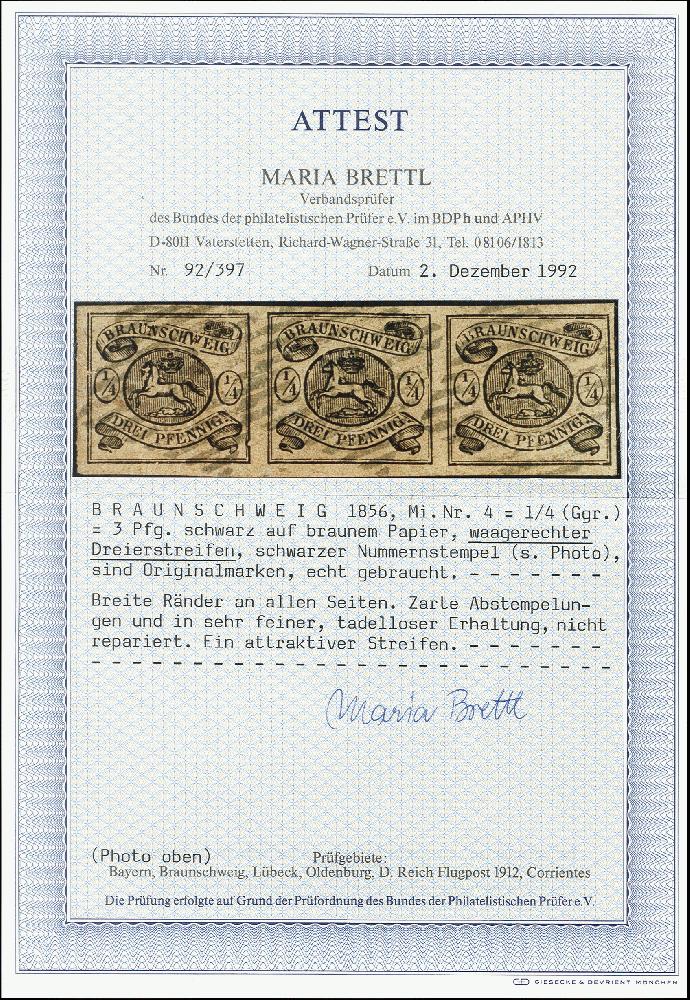 ATTEST
MARIA BRETTL
Verbandsprüfer
des Bundes der philatelistischen Prüfer e.V. im BDPh und APHV
D-8011 Vaterstetten, Richard-Wagner-Straße 31, Tel. 08106/1813
Nr. 92/397 Datum 2. Dezember 1992
BRAUNSCHWEIG BRAUNSCHWEIG BRAUNSCHWEIG
1/4 1/4 1/4 1/4 1/4 1/4
DREI PFENNIG DREI PFENNIG DREI PFENNIG
B R A U N S C H W E I G 1856, Mi.Nr. 4 = 1/4 (Ggr.)
= 3 Pfg. schwarz auf braunem Papier, waagerechter
Dreierstreifen, schwarzer Nummernstempel (s. Photo),
sind Originalmarken, echt gebraucht. - - - - - - -
Breite Ränder an allen Seiten. Zarte Abstempelun-
gen und in sehr feiner, tadelloser Erhaltung, nicht
repariert. Ein attraktiver Streifen. - - - - - - -
- - - - - - - - - - - - - - - - - - - - - - - - - -
Maria Brettl
(Photo oben) Prüfgebiete:
Bayern, Braunschweig, Lübeck, Oldenburg, D. Reich Flugpost 1912, Corrientes
Die Prüfung erfolgte auf Grund der Prüfordnung des Bundes der Philatelistischen Prüfer e.V.
GD GIESECKE & DEVRIENT MÜNCHEN